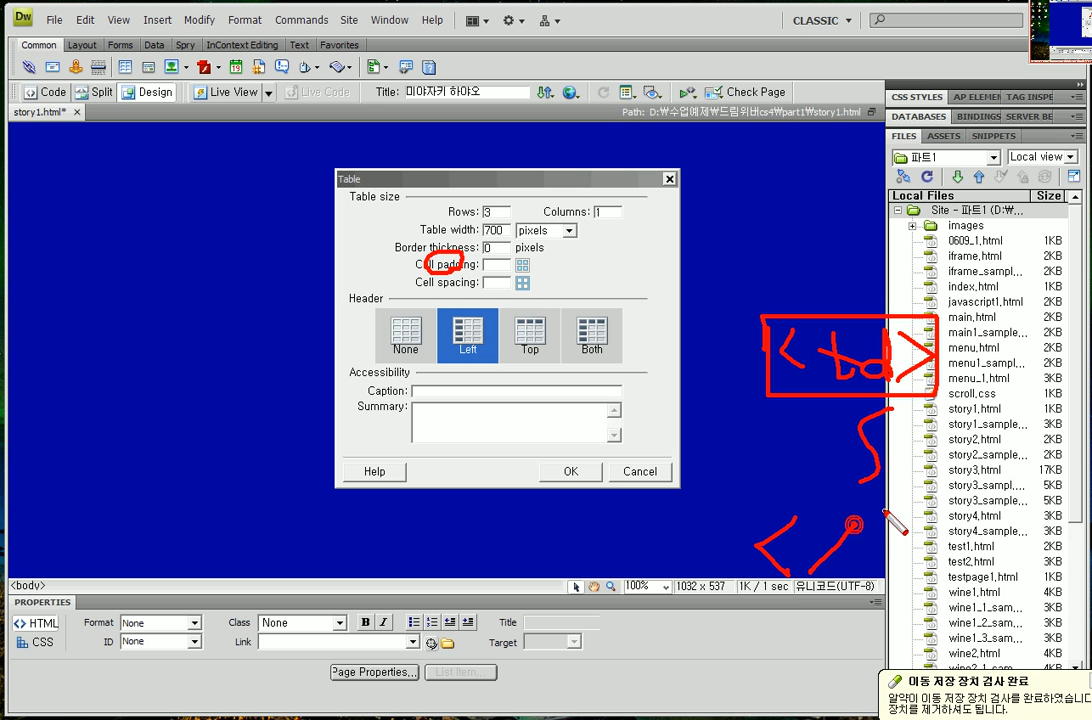 Dw File Edit View Insert Modify Format Commands Site Window Help CLASSIC
Common Layout Forms Data Spry InContext Editing Text Favorites
Code Split Design Live View Live Code Title: 미야자키 하야오 Check Page
story1.html* Path: D:₩수업예제₩드림위버cs4₩part1₩story1.html
CSS STYLES AP ELEMEN TAG INSPE
DATABASES BINDINGS SERVER BE
FILES ASSETS SNIPPETS
파트1 Local view
Local Files Size
Site - 파트1 (D:₩...
images
0609_1.html 1KB
iframe.html 2KB
iframe_sampl... 2KB
index.html 1KB
javascript1.html 2KB
main.html 2KB
main1_sample... 2KB
menu.html 2KB
menu1_sampl... 2KB
menu_1.html 3KB
scroll.css 1KB
story1.html 1KB
story1_sample... 3KB
story2.html 2KB
story2_sample... 2KB
story3.html 17KB
story3_sampl... 5KB
story3_sample... 5KB
story4.html 3KB
story4_sample... 3KB
test1.html 2KB
test2.html 3KB
testpage1.html 1KB
wine1.html 4KB
wine1_1_sam... 3KB
wine1_2_sam... 3KB
wine1_3_sam... 3KB
wine2.html 4KB
wine2_1_sam... 4KB
Table
Table size
Rows: 3 Columns: 1
Table width: 700 pixels
Border thickness: 0 pixels
Cell padding:
Cell spacing:
Header
None Left Top Both
Accessibility
Caption:
Summary:
Help OK Cancel
<td>
</
<body> 100% 1032 x 537 1K / 1 sec 유니코드(UTF-8)
PROPERTIES
<> HTML Format None Class None B I Title
CSS ID None Link Target
Page Properties... List Item...
이동 저장 장치 검사 완료
알약이 이동 저장 장치 검사를 완료하였습니다
장치를 제거하셔도 됩니다.